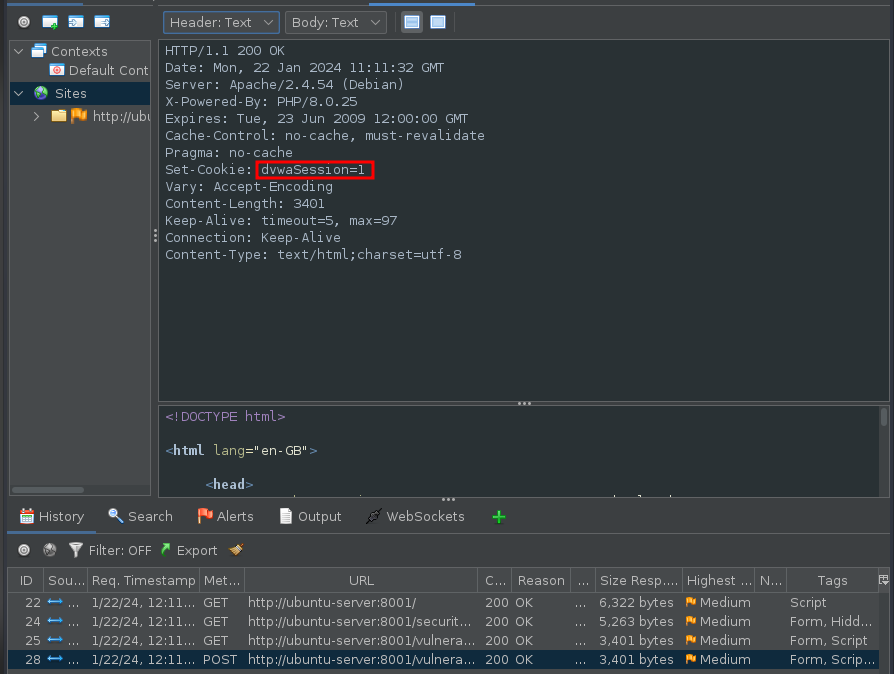 Header: Text Body: Text
Contexts
Default Cont
Sites
http://ubu
HTTP/1.1 200 OK
Date: Mon, 22 Jan 2024 11:11:32 GMT
Server: Apache/2.4.54 (Debian)
X-Powered-By: PHP/8.0.25
Expires: Tue, 23 Jun 2009 12:00:00 GMT
Cache-Control: no-cache, must-revalidate
Pragma: no-cache
Set-Cookie: dvwaSession=1
Vary: Accept-Encoding
Content-Length: 3401
Keep-Alive: timeout=5, max=97
Connection: Keep-Alive
Content-Type: text/html;charset=utf-8
<!DOCTYPE html>
<html lang="en-GB">
<head>
History Search Alerts Output WebSockets
Filter: OFF Export
ID Sou... Req. Timestamp Met... URL C... Reason ... Size Resp.... Highest ... N... Tags
22 ... 1/22/24, 12:11... GET http://ubuntu-server:8001/ 200 OK ... 6,322 bytes Medium Script
24 ... 1/22/24, 12:11... GET http://ubuntu-server:8001/securit... 200 OK ... 5,263 bytes Medium Form, Hidd...
25 ... 1/22/24, 12:11... GET http://ubuntu-server:8001/vulnera... 200 OK ... 3,401 bytes Medium Form, Script
28 ... 1/22/24, 12:11... POST http://ubuntu-server:8001/vulnera... 200 OK ... 3,401 bytes Medium Form, Scrip...